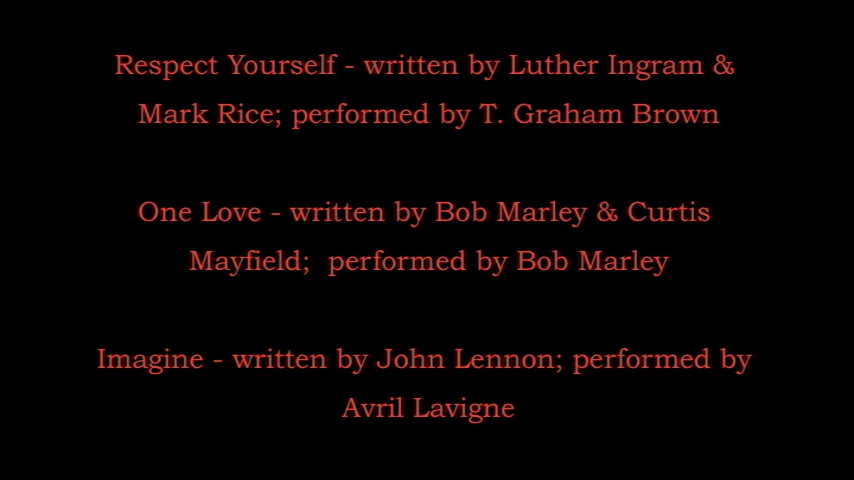 Respect Yourself - written by Luther Ingram &
Mark Rice; performed by T. Graham Brown
One Love - written by Bob Marley & Curtis
Mayfield;  performed by Bob Marley
Imagine - written by John Lennon; performed by
Avril Lavigne